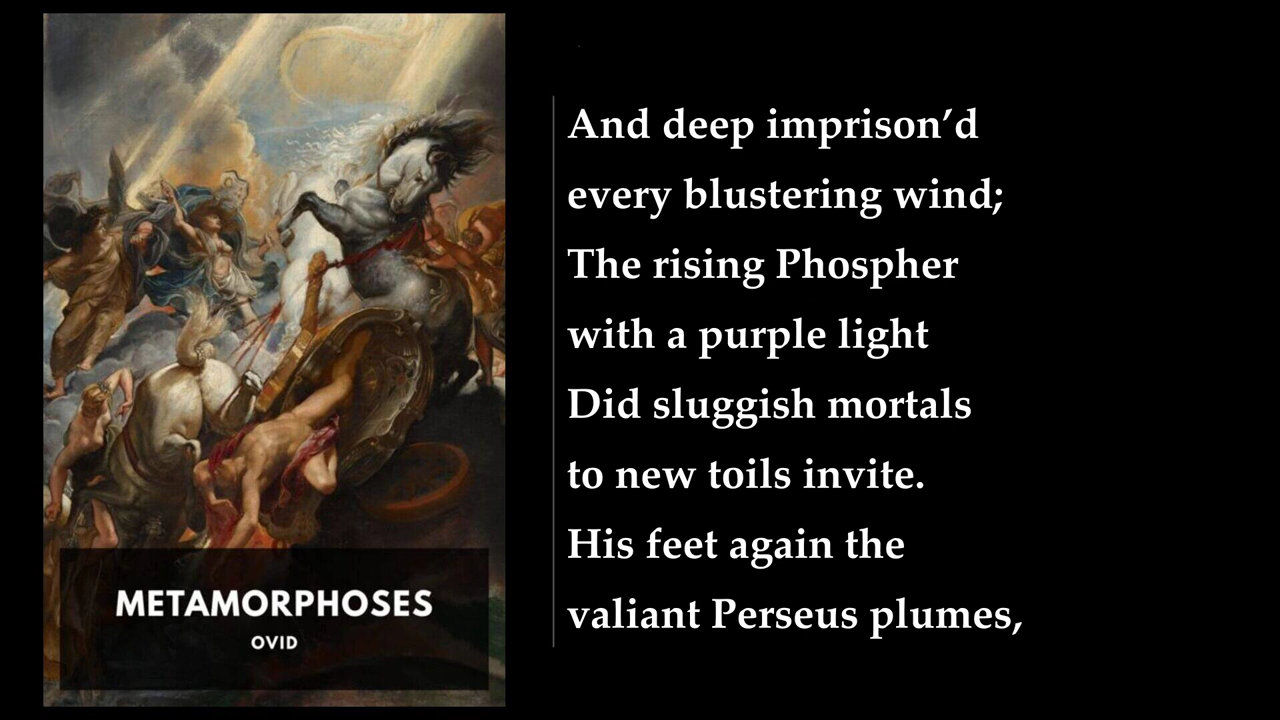 METAMORPHOSES
OVID
And deep imprison’d
every blustering wind;
The rising Phospher
with a purple light
Did sluggish mortals
to new toils invite.
His feet again the
valiant Perseus plumes,